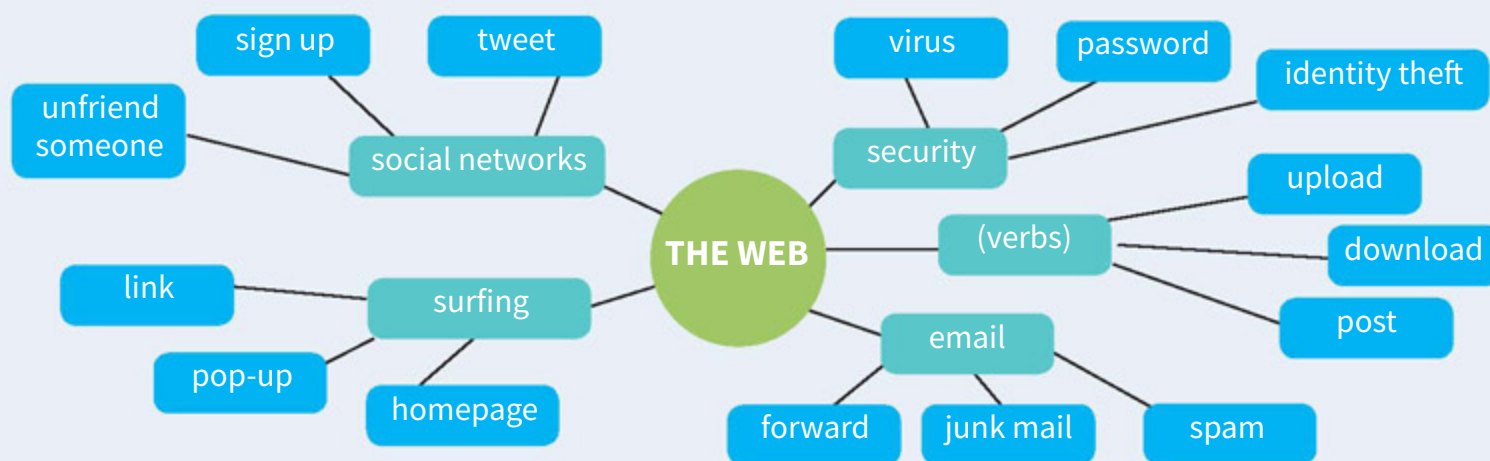 sign up
tweet
unfriend
someone
social networks
virus
password
identity theft
security
upload
(verbs)
download
post
THE WEB
link
surfing
pop-up
homepage
email
forward
junk mail
spam